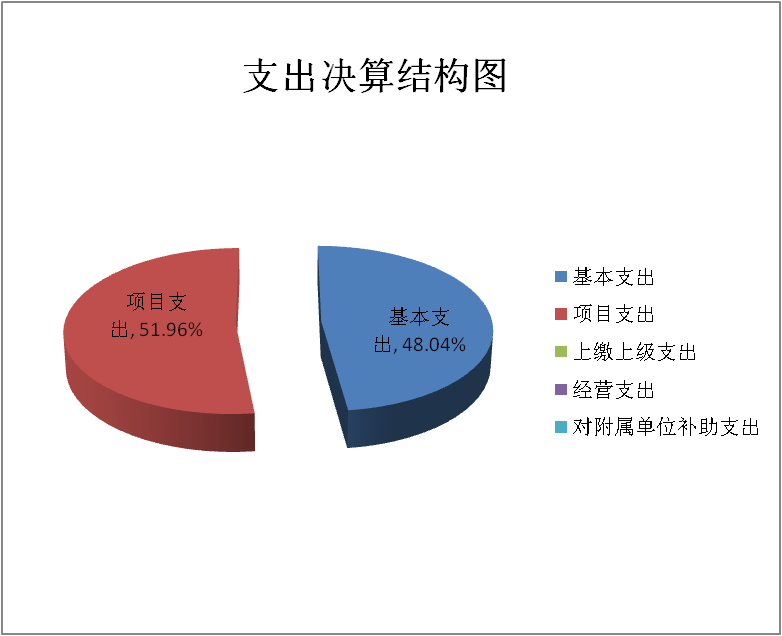 支出决算结构图
项目支
出, 51.96%
基本支
出, 48.04%
基本支出
项目支出
上缴上级支出
经营支出
对附属单位补助支出